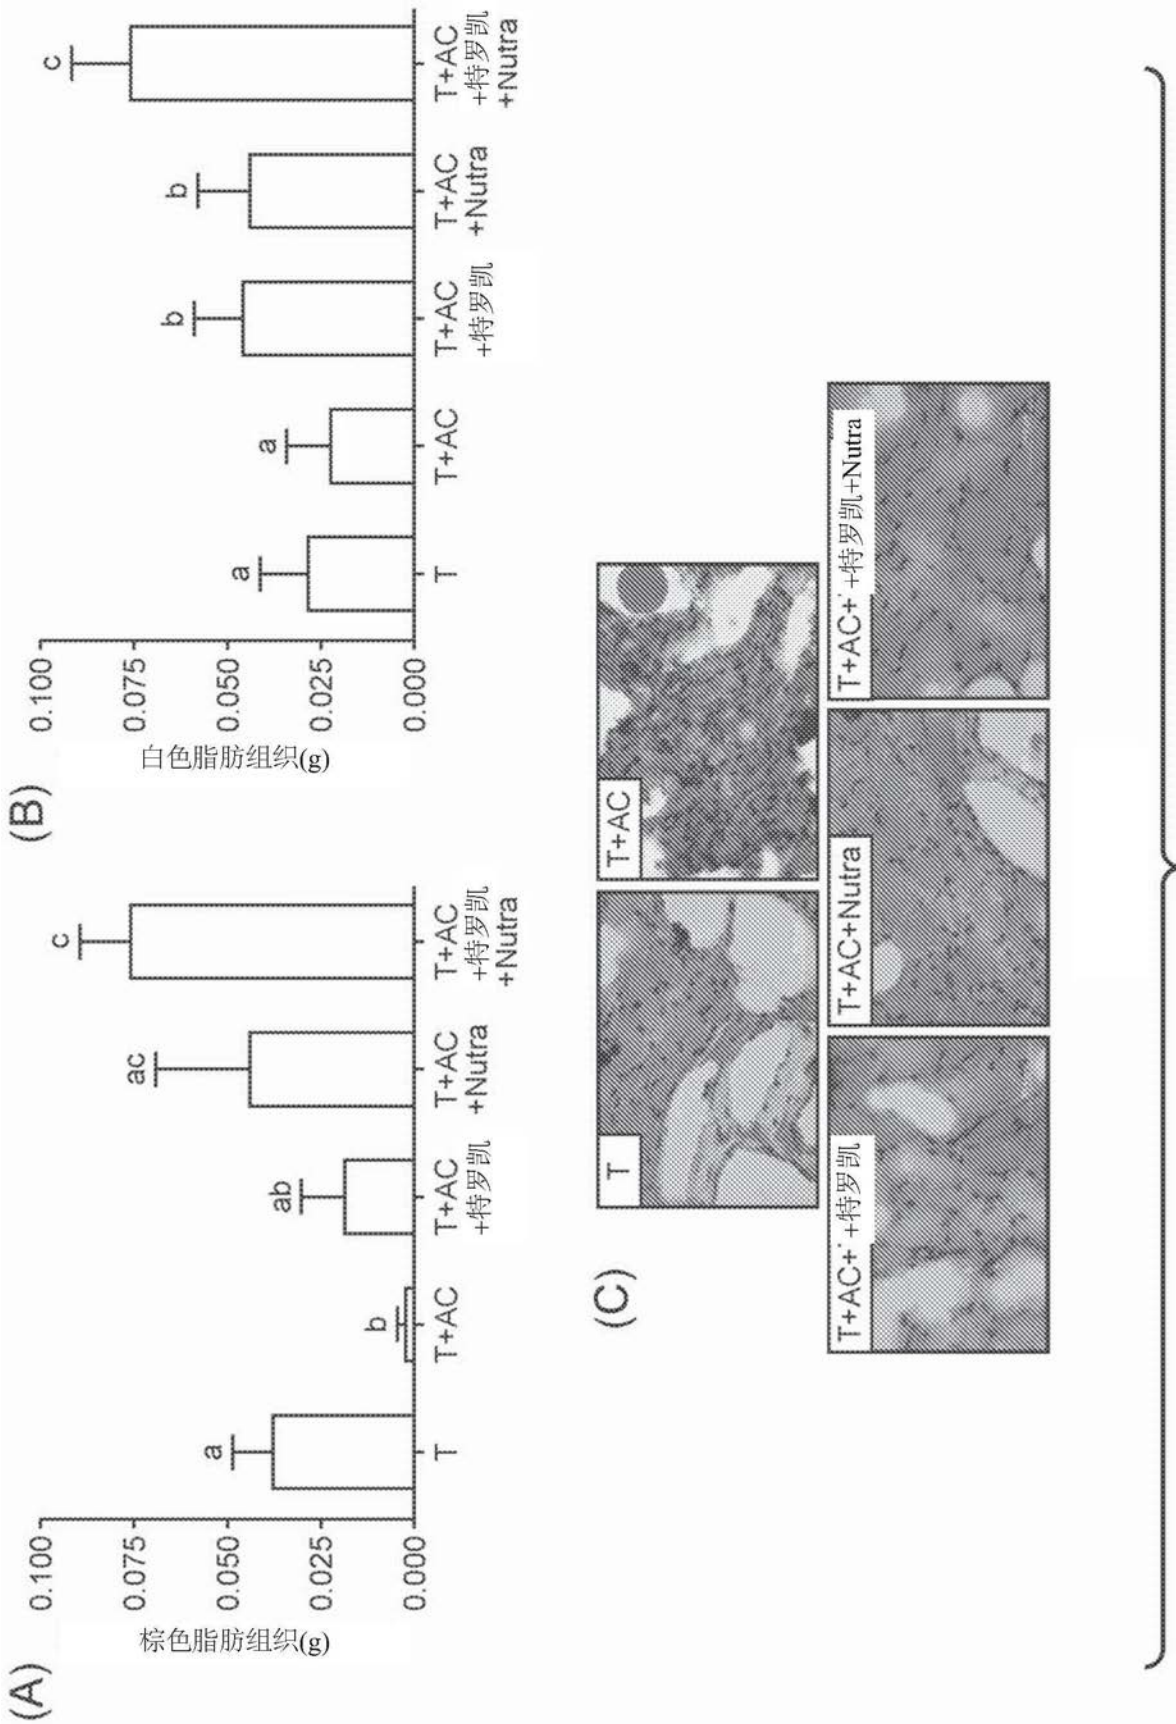 (A)
棕色脂肪组织(g)
0.100
0.075
0.050
0.025
0.000
a
b
ab
ac
c
T
T+AC
T+AC
+特罗凯
T+AC
+Nutra
T+AC
+特罗凯
+Nutra
(B)
白色脂肪组织(g)
0.100
0.075
0.050
0.025
0.000
a
a
b
b
c
T
T+AC
T+AC
+特罗凯
T+AC
+Nutra
T+AC
+特罗凯
+Nutra
(C)
T
T+AC
T+AC+ +特罗凯
T+AC+Nutra
T+AC+ +特罗凯+Nutra